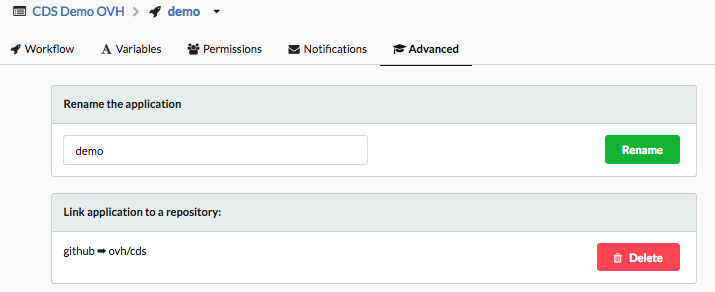 CDS Demo OVH > demo
Workflow Variables Permissions Notifications Advanced
Rename the application
demo Rename
Link application to a repository:
github ➡ ovh/cds Delete